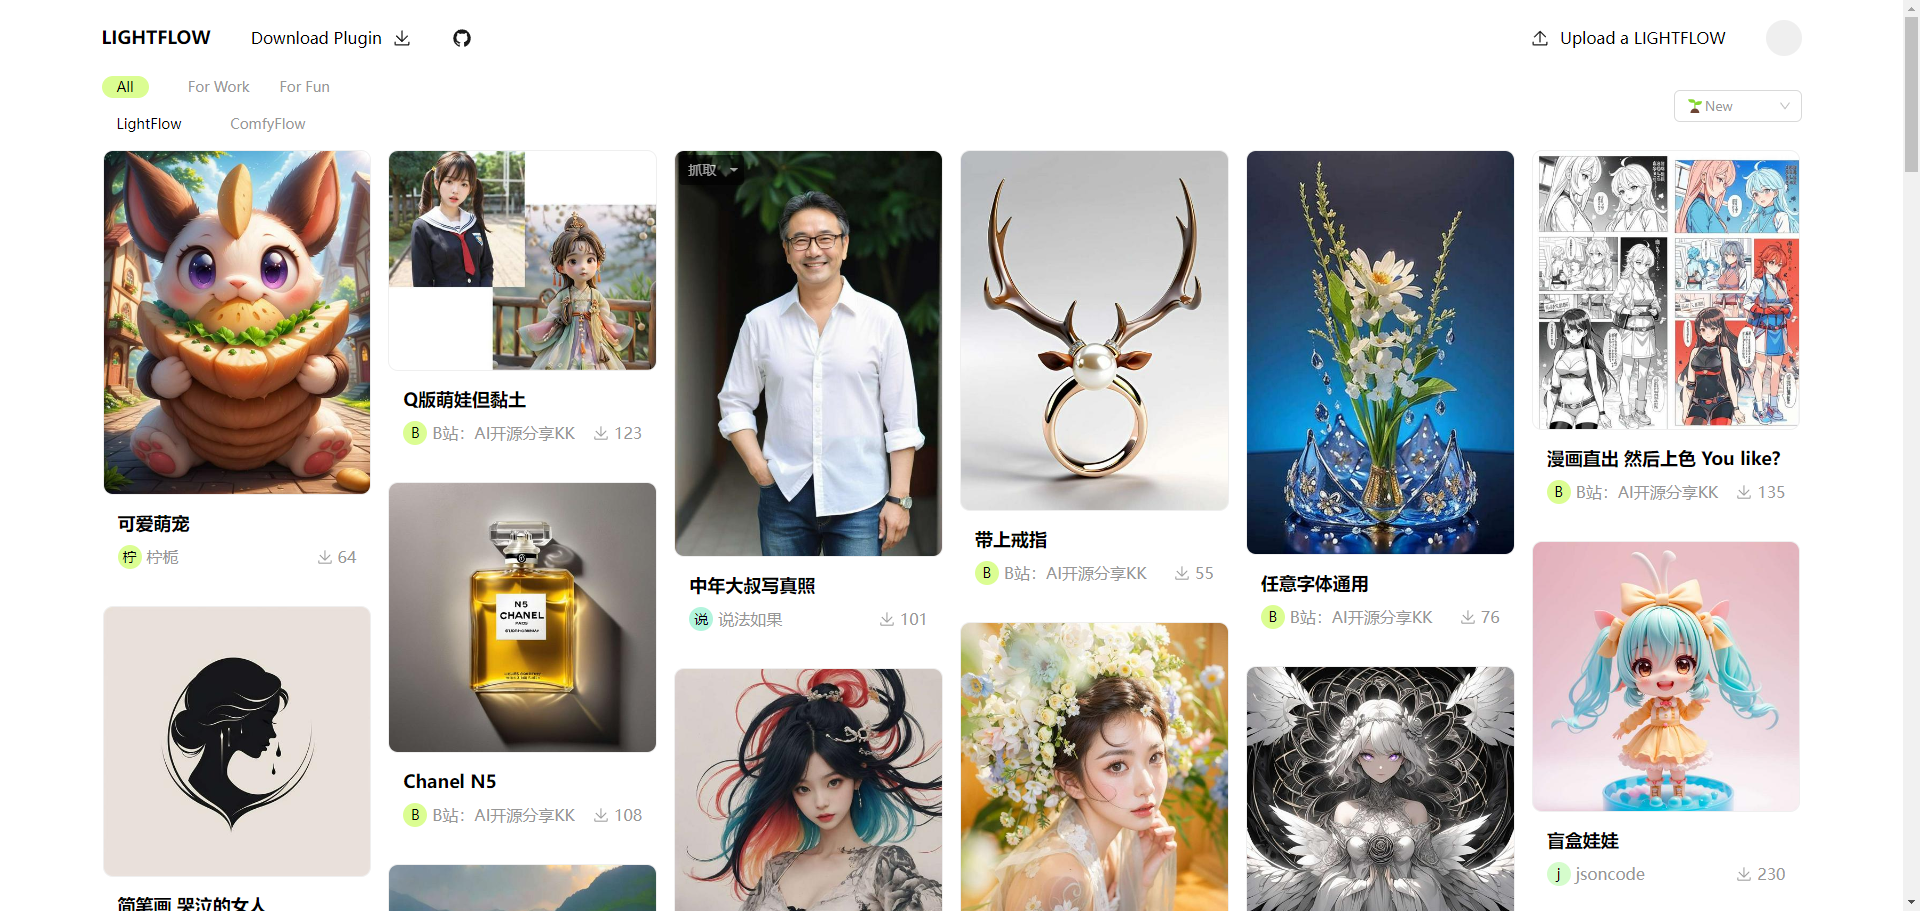 LIGHTFLOW
Download Plugin
Upload a LIGHTFLOW
All
For Work
For Fun
New
LightFlow
ComfyFlow
可爱萌宠
柠
柠栀
64
简笔画 哭泣的女人
Q版萌娃但黏土
B
B站：AI开源分享KK
123
N5
CHANEL
PARIS
Chanel N5
B
B站：AI开源分享KK
108
抓取
中年大叔写真照
说
说法如果
101
带上戒指
B
B站：AI开源分享KK
55
任意字体通用
B
B站：AI开源分享KK
76
漫画直出 然后上色 You like?
B
B站：AI开源分享KK
135
盲盒娃娃
j
jsoncode
230